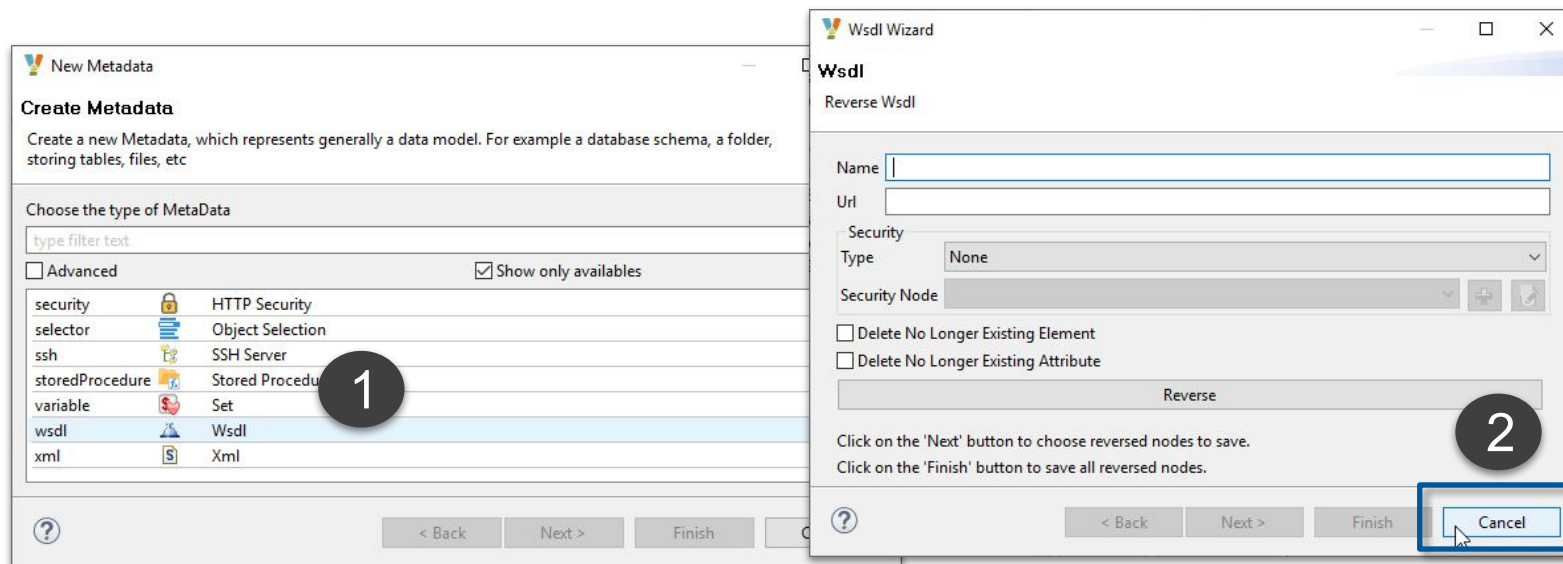 New Metadata
Create Metadata
Create a new Metadata, which represents generally a data model. For example a database schema, a folder,
storing tables, files, etc
Choose the type of MetaData
type filter text
Advanced Show only availables
security HTTP Security
selector Object Selection
ssh SSH Server
storedProcedure Stored
variable Set
wsdl Wsdl
xml Xml
1
? < Back Next > Finish
Wsdl Wizard
Wsdl
Reverse Wsdl
Name
Url
Security
Type None
Security Node
Delete No Longer Existing Element
Delete No Longer Existing Attribute
Reverse
Click on the 'Next' button to choose reversed nodes to save.
Click on the 'Finish' button to save all reversed nodes.
2
? < Back Next > Finish Cancel